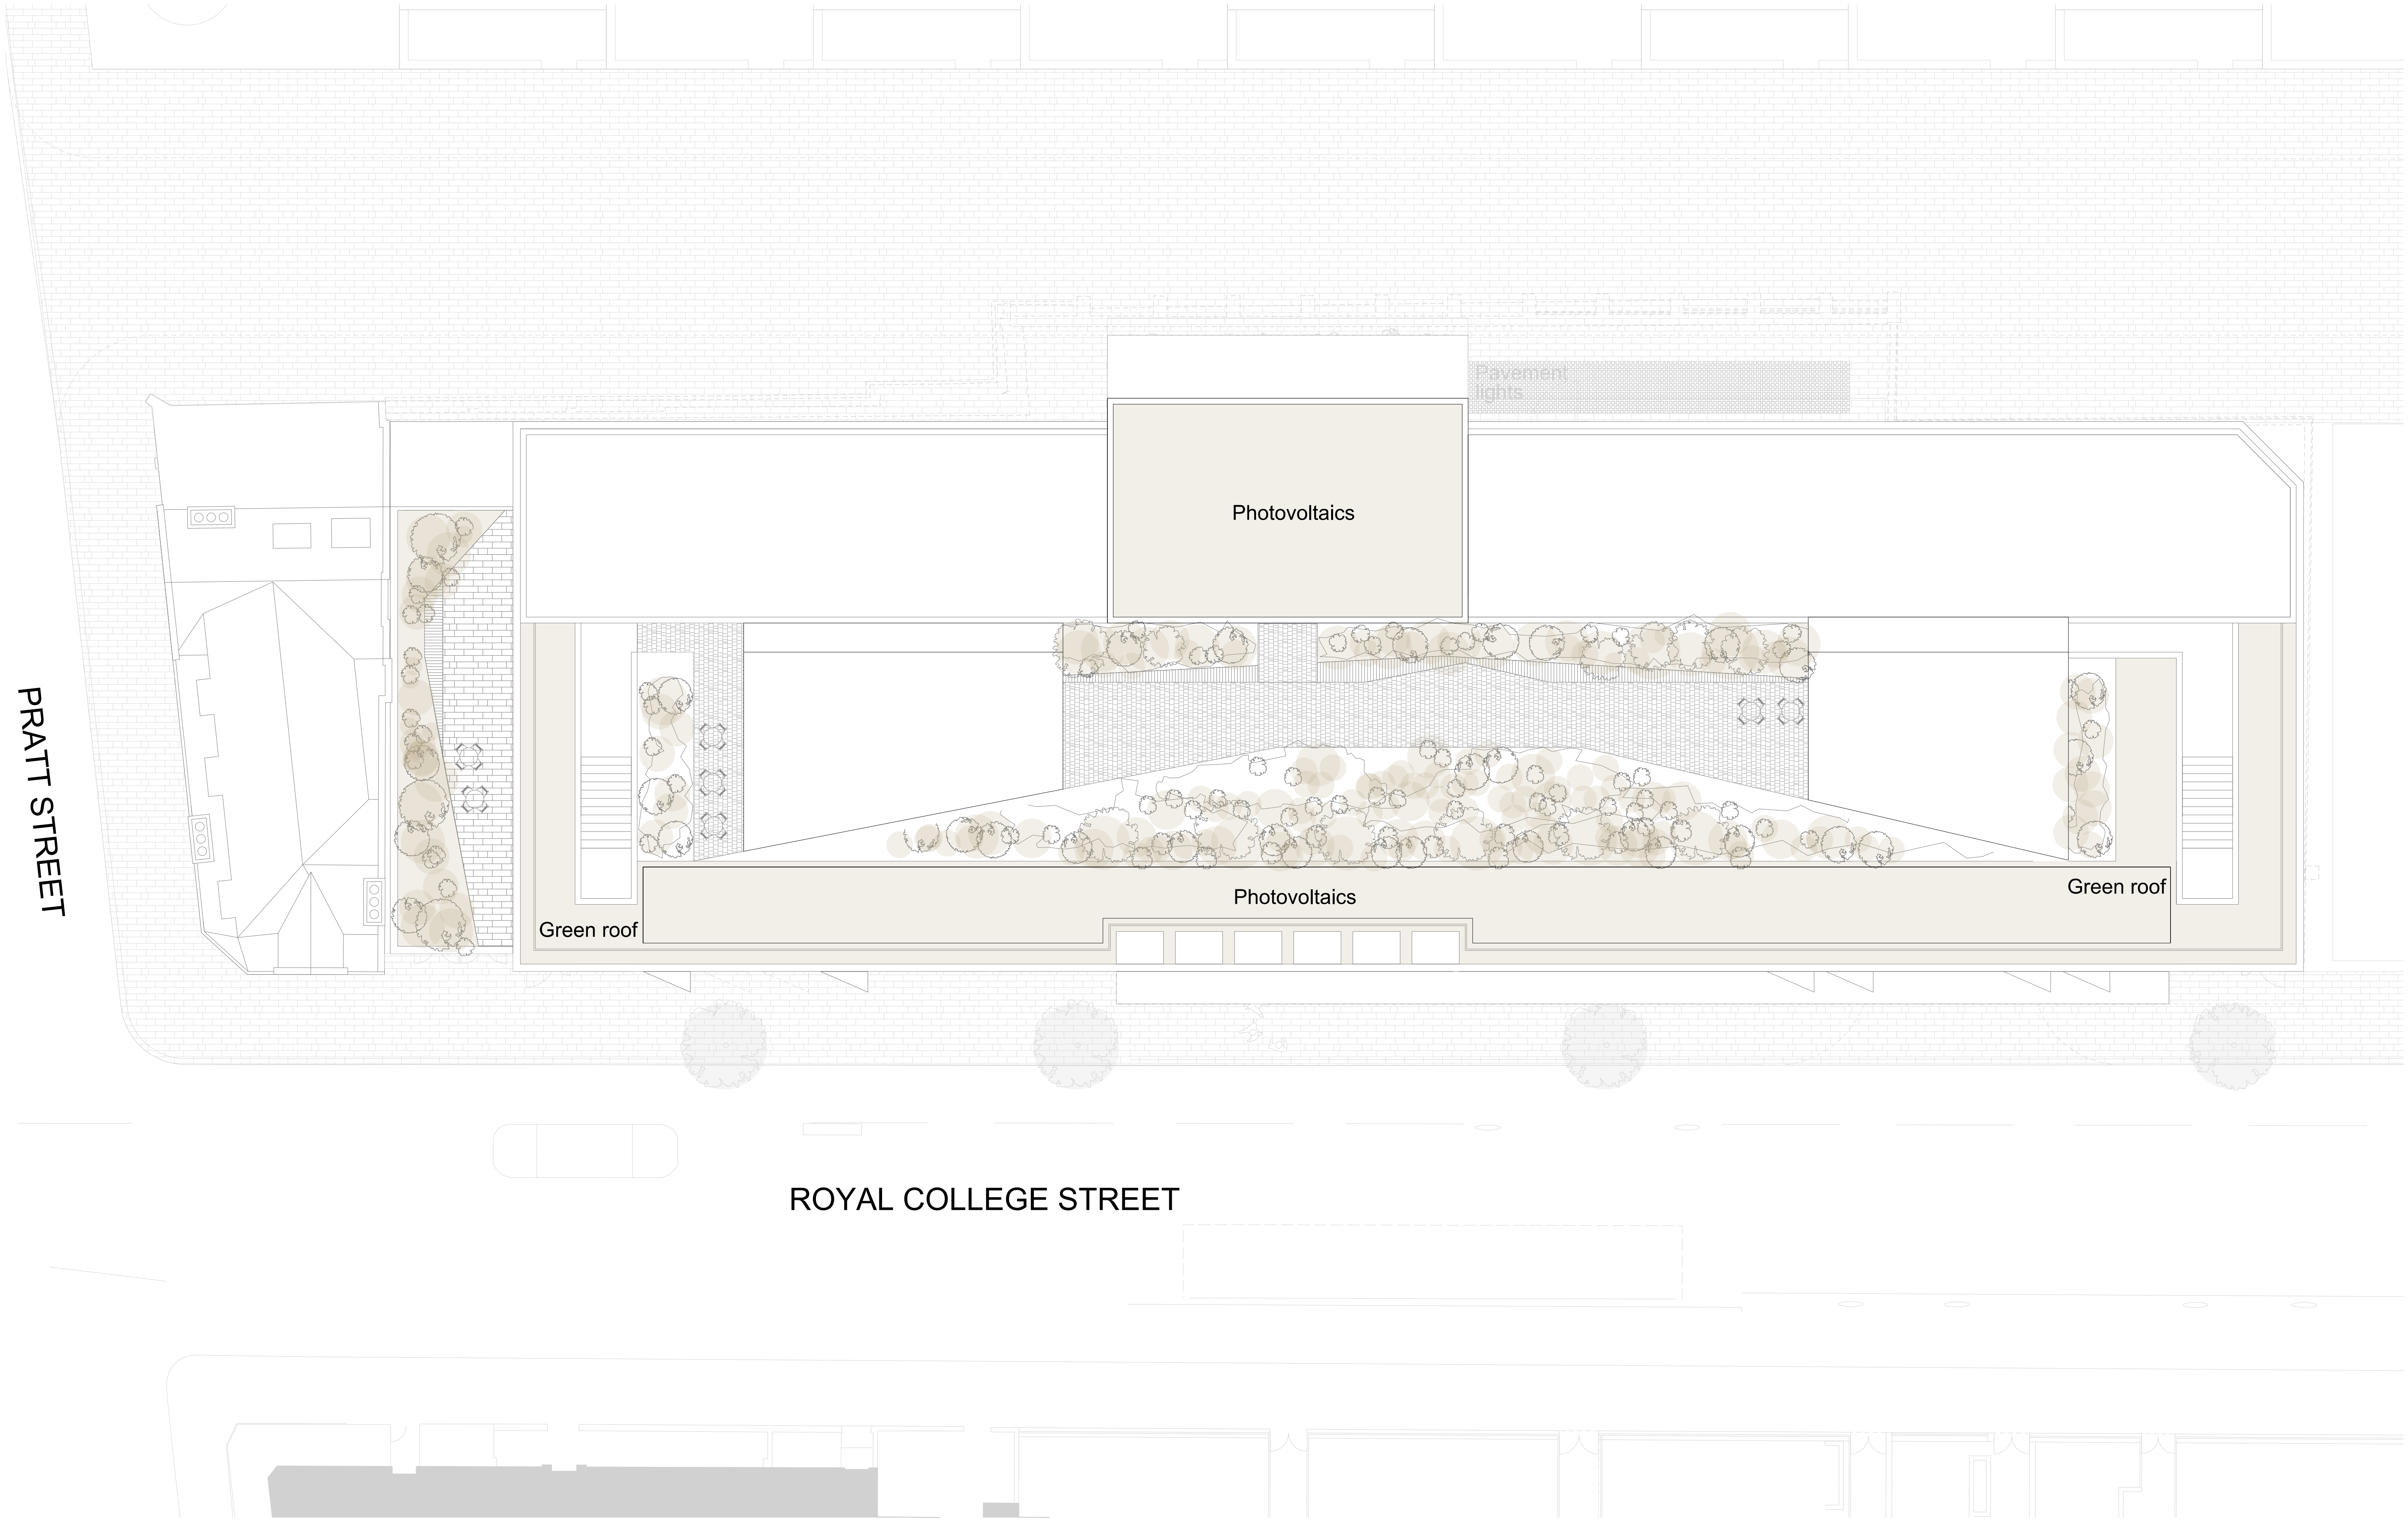 Pavement
lights
Photovoltaics
PRATT STREET
Photovoltaics
Green roof
Green roof
ROYAL COLLEGE STREET